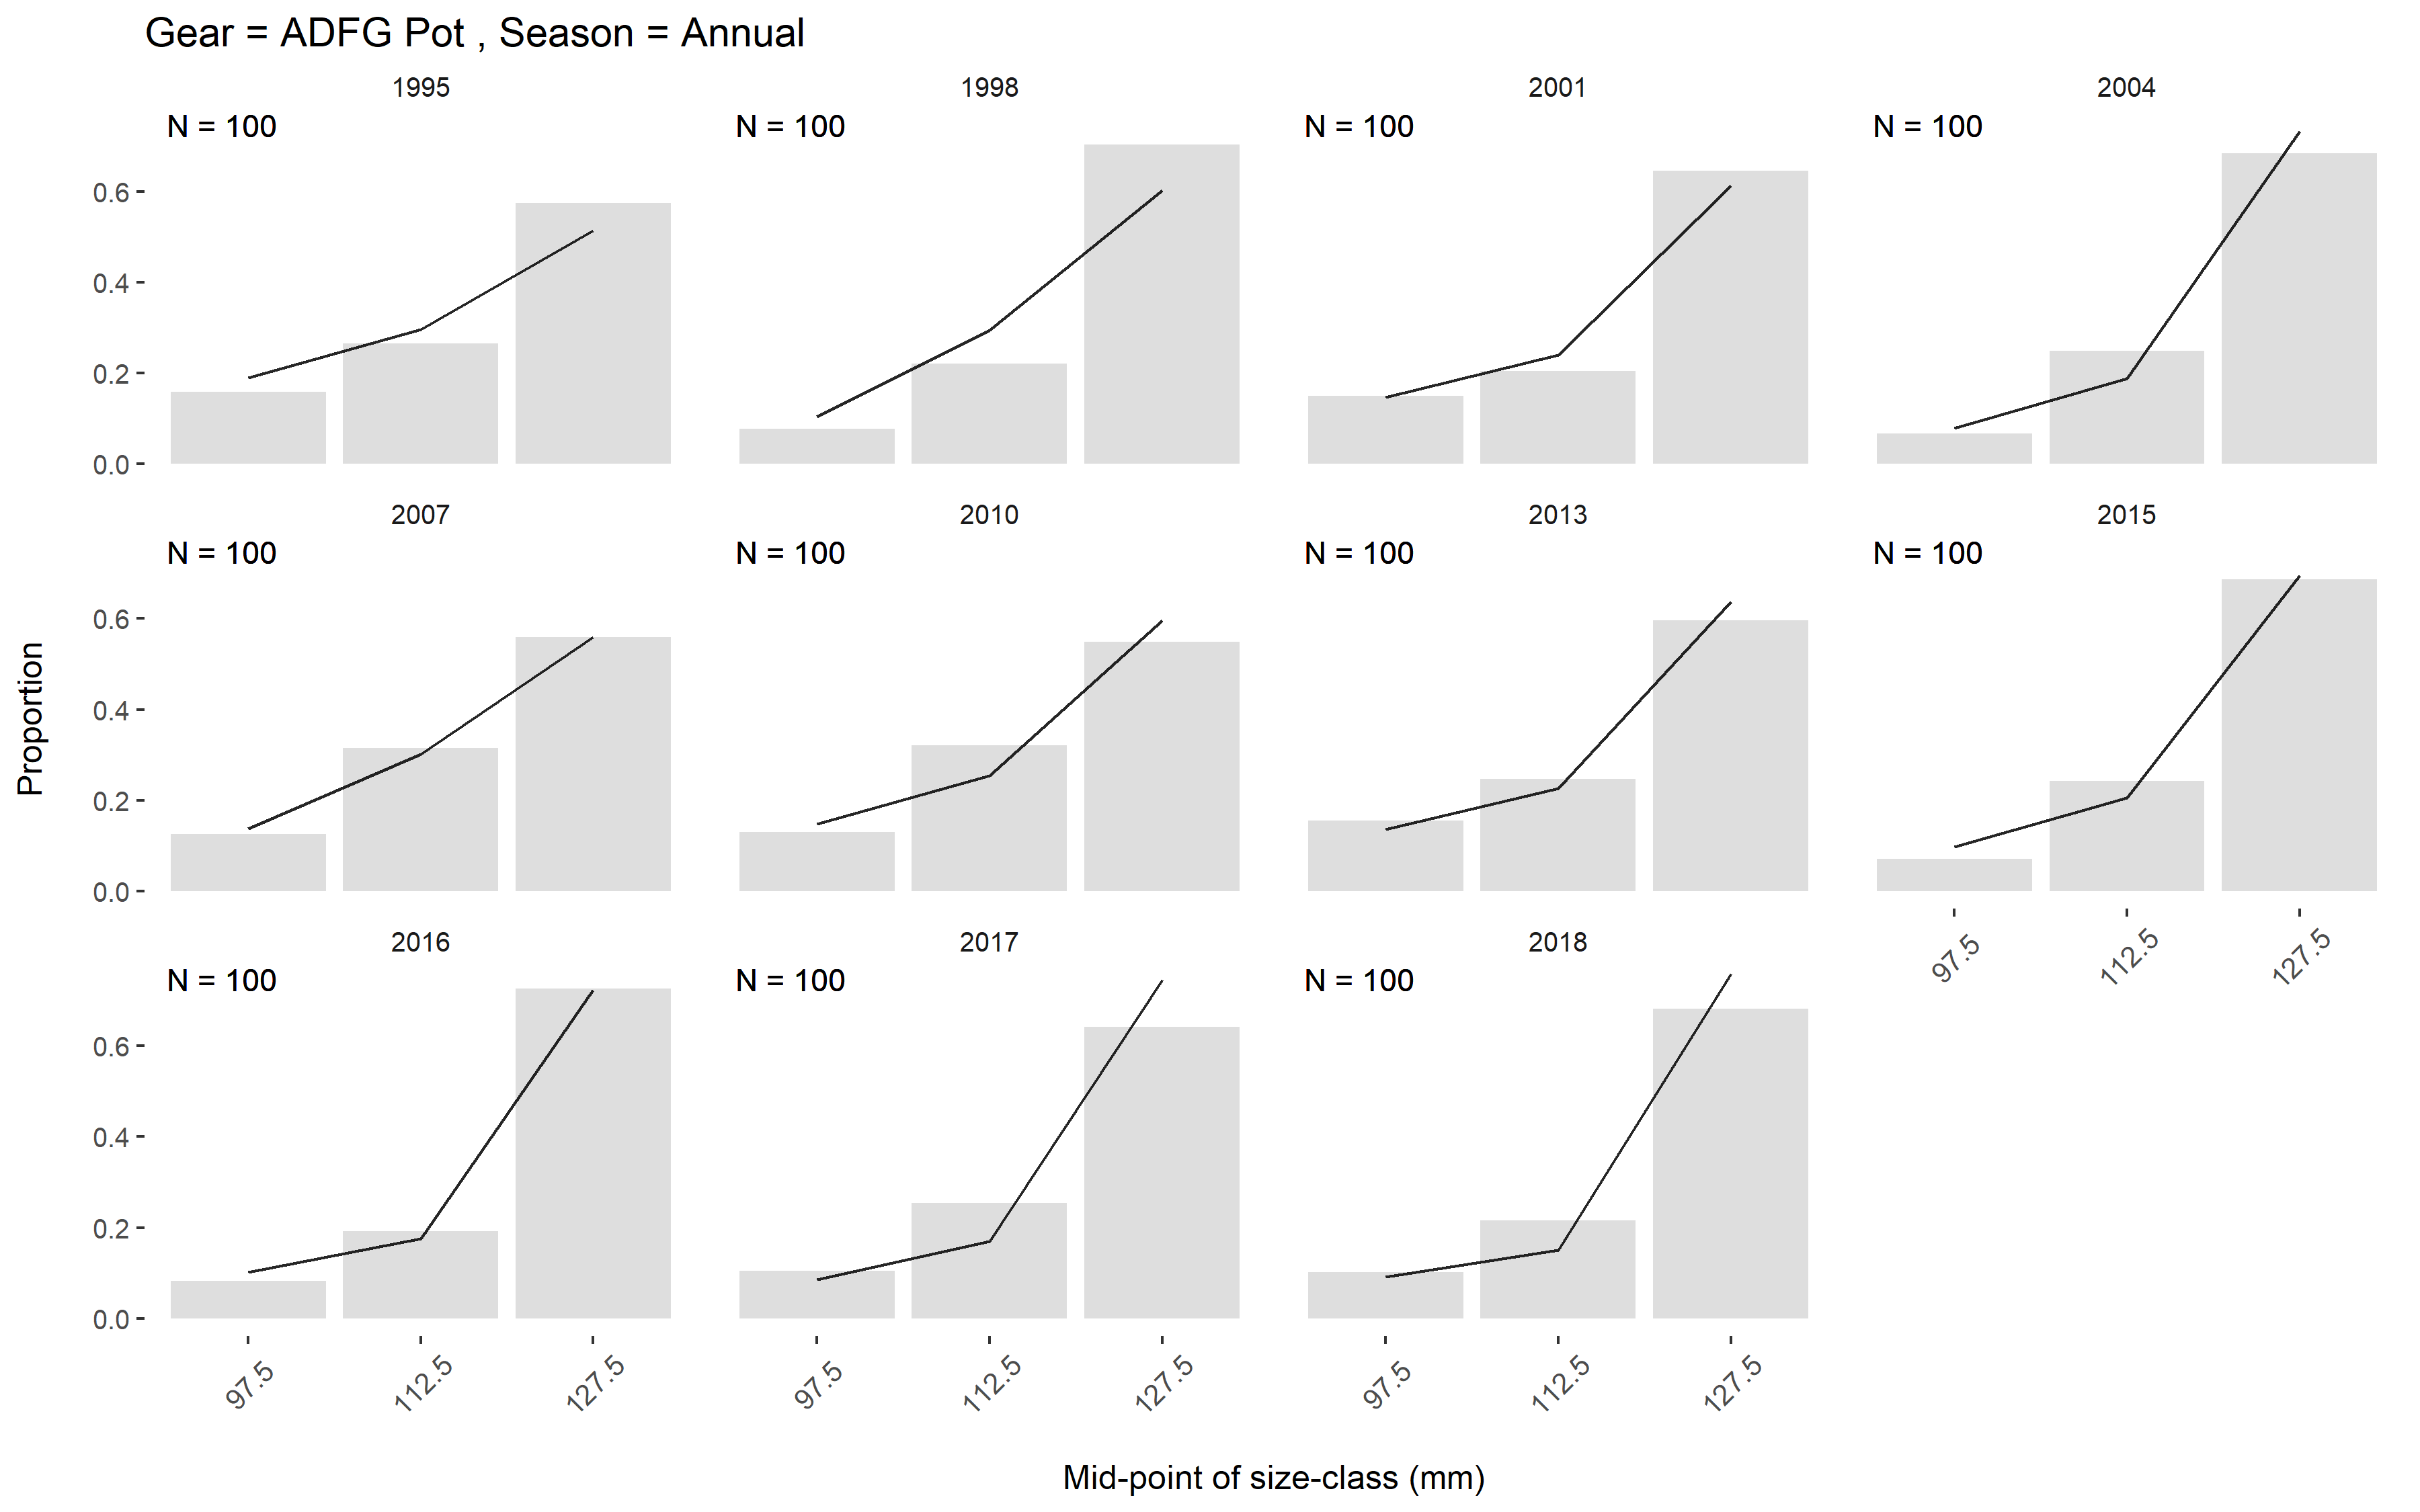 Gear = ADFG Pot , Season = Annual
1995 1998 2001 2004
N = 100 N = 100 N = 100 N = 100
0.6
0.4
0.2
0.0
2007 2010 2013 2015
N = 100 N = 100 N = 100 N = 100
0.6
0.4
0.2
0.0
Proportion
97.5 112.5 127.5
2016 2017 2018
N = 100 N = 100 N = 100
0.6
0.4
0.2
0.0
97.5 112.5 127.5 97.5 112.5 127.5 97.5 112.5 127.5
Mid-point of size-class (mm)